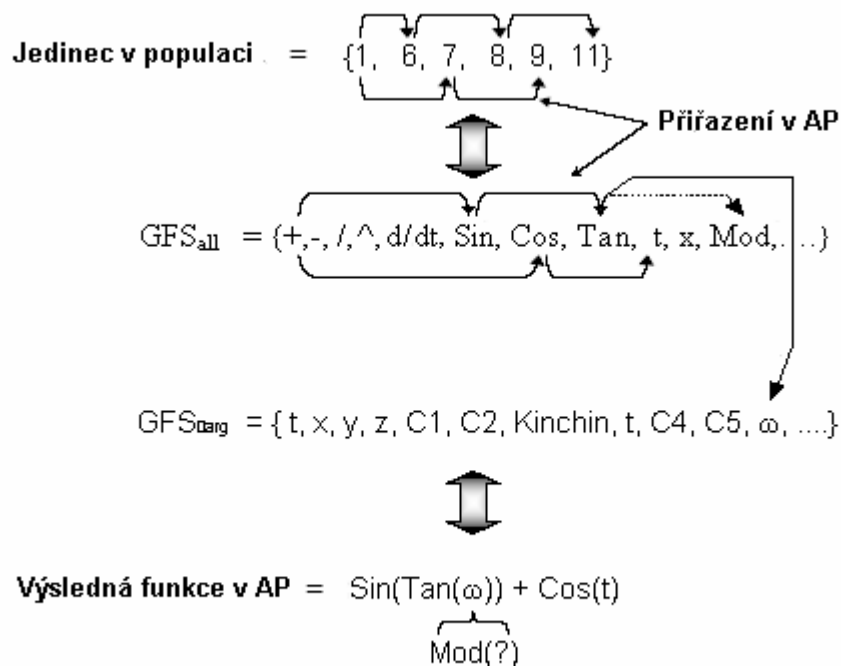 Jedinec v populaci . = {1, 6, 7, 8, 9, 11}
Přiřazení v AP
GFSall = {+,-, /,^, d/dt, Sin, Cos, Tan, t, x, Mod,....}
GFS0arg = { t, x, y, z, C1, C2, Kinchin, t, C4, C5, ω, ....}
Výsledná funkce v AP = Sin(Tan(ω)) + Cos(t)
Mod(?)